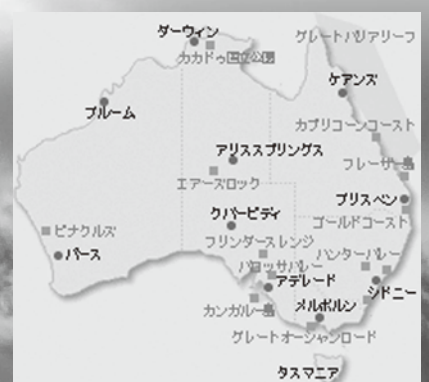 ダーウィン
グレートバリアリーフ
カカドゥ国立公園
ケアンズ
ブルーム
カプリコーンコースト
アリススプリングス
フレーザー島
エアーズロック
ブリスベン
クバーピディ
ゴールドコースト
ピナクルズ
フリンダースレンジ
ハンターバレー
パース
バロッサバレー
アデレード
シドニー
カンガルー島
メルボルン
グレートオーシャンロード
タスマニア